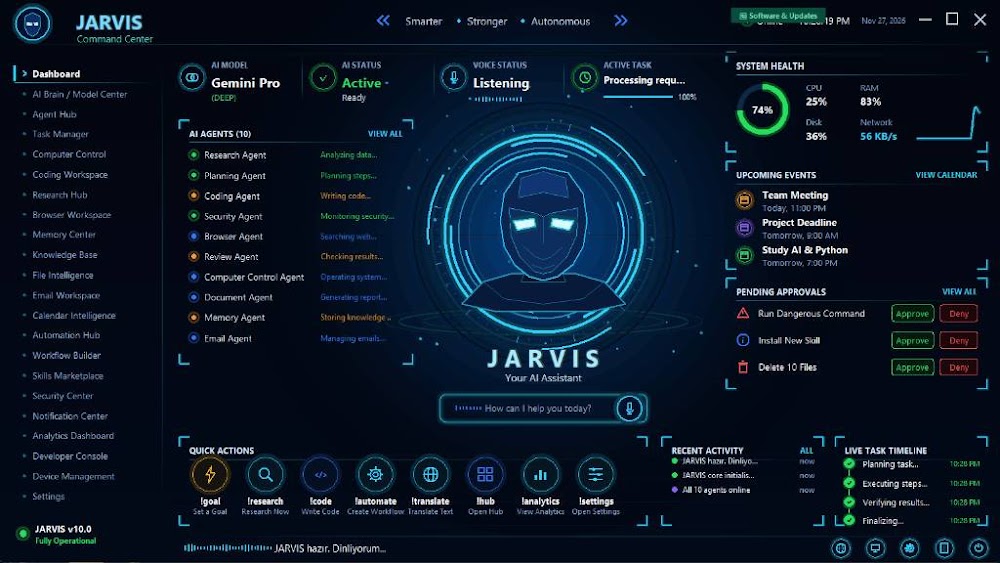 JARVIS
Command Center
Smarter • Stronger • Autonomous
Software & Updates
PM
Nov 27, 2026
> Dashboard
AI Brain / Model Center
Agent Hub
Task Manager
Computer Control
Coding Workspace
Research Hub
Browser Workspace
Memory Center
Knowledge Base
File Intelligence
Email Workspace
Calendar Intelligence
Automation Hub
Workflow Builder
Skills Marketplace
Security Center
Notification Center
Analytics Dashboard
Developer Console
Device Management
Settings
JARVIS v10.0
Fully Operational
AI MODEL
Gemini Pro
(DEEP)
AI STATUS
Active
Ready
VOICE STATUS
Listening
ACTIVE TASK
Processing requ...
100%
AI AGENTS (10) VIEW ALL
Research Agent Analyzing data...
Planning Agent Planning steps...
Coding Agent Writing code...
Security Agent Monitoring security...
Browser Agent Searching web...
Review Agent Checking results...
Computer Control Agent Operating system...
Document Agent Generating report...
Memory Agent Storing knowledge..
Email Agent Managing emails...
JARVIS
Your AI Assistant
How can I help you today?
SYSTEM HEALTH
74%
CPU RAM
25% 83%
Disk Network
36% 56 KB/s
UPCOMING EVENTS VIEW CALENDAR
Team Meeting
Today, 11:00 PM
Project Deadline
Tomorrow, 9:00 AM
Study AI & Python
Tomorrow, 7:00 PM
PENDING APPROVALS VIEW ALL
Run Dangerous Command Approve Deny
Install New Skill Approve Deny
Delete 10 Files Approve Deny
QUICK ACTIONS
!goal
Set a Goal
!research
Research Now
!code
Write Code
!automate
Create Workflow
!translate
Translate Text
!hub
Open Hub
!analytics
View Analytics
!settings
Open Settings
RECENT ACTIVITY ALL
JARVIS hazır. Dinliyo... now
JARVIS core initialis... now
All 10 agents online now
LIVE TASK TIMELINE
Planning task... 10:28 PM
Executing steps... 10:28 PM
Verifying results... 10:28 PM
Finalizing... 10:28 PM
JARVIS hazır. Dinliyorum...